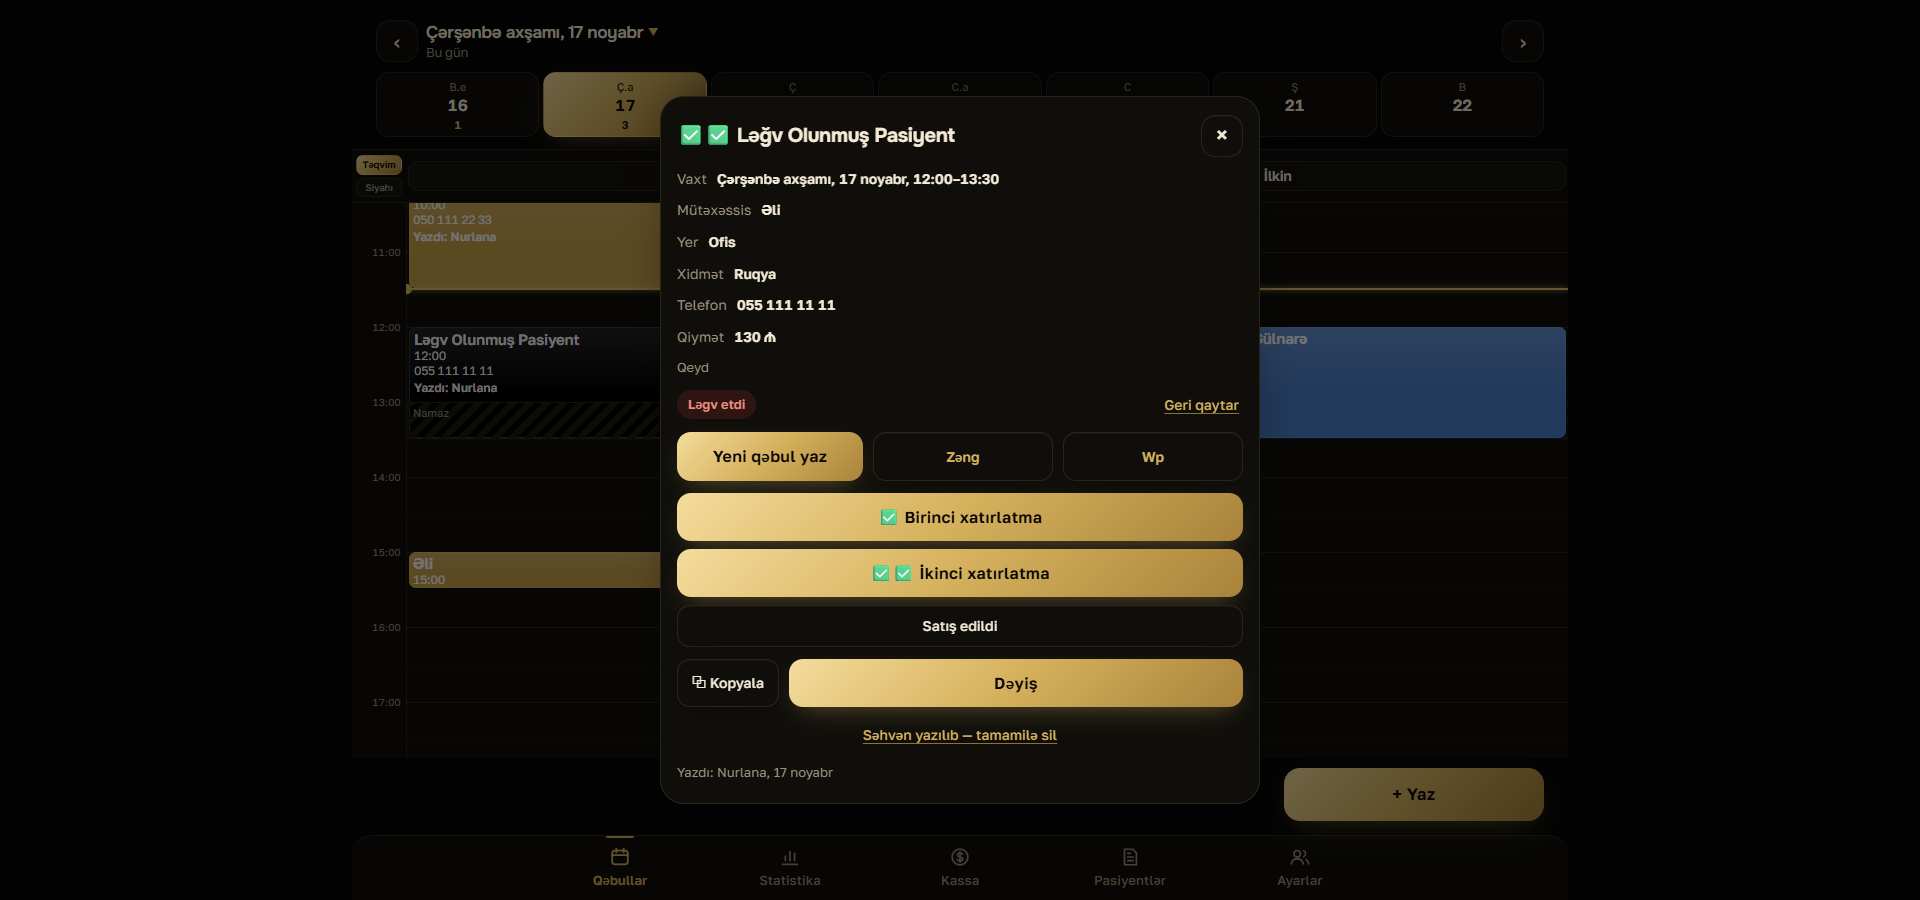 Çərşənbə axşamı, 17 noyabr ▼
Bu gün
B.e
16
1
Ç.a
17
3
Ç
C.a
C
Ş
21
B
22
✅ ✅ Ləğv Olunmuş Pasiyent
Təqvim
Siyahı
İlkin
Vaxt Çərşənbə axşamı, 17 noyabr, 12:00–13:30
Mütəxəssis Əli
Yer Ofis
Xidmət Ruqya
Telefon 055 111 11 11
Qiymət 130 ₼
Qeyd
Ləğv etdi
Geri qaytar
Yeni qəbul yaz
Zəng
Wp
✅ Birinci xatırlatma
✅ ✅ İkinci xatırlatma
Satış edildi
Kopyala
Dəyiş
Səhvən yazılıb — tamamilə sil
Yazdı: Nurlana, 17 noyabr
10:00
050 111 22 33
Yazdı: Nurlana
11:00
12:00
Ləğv Olunmuş Pasiyent
12:00
055 111 11 11
Yazdı: Nurlana
13:00
Namaz
Gülnarə
14:00
15:00
Əli
15:00
16:00
17:00
+ Yaz
Qəbullar
Statistika
Kassa
Pasiyentlər
Ayarlar